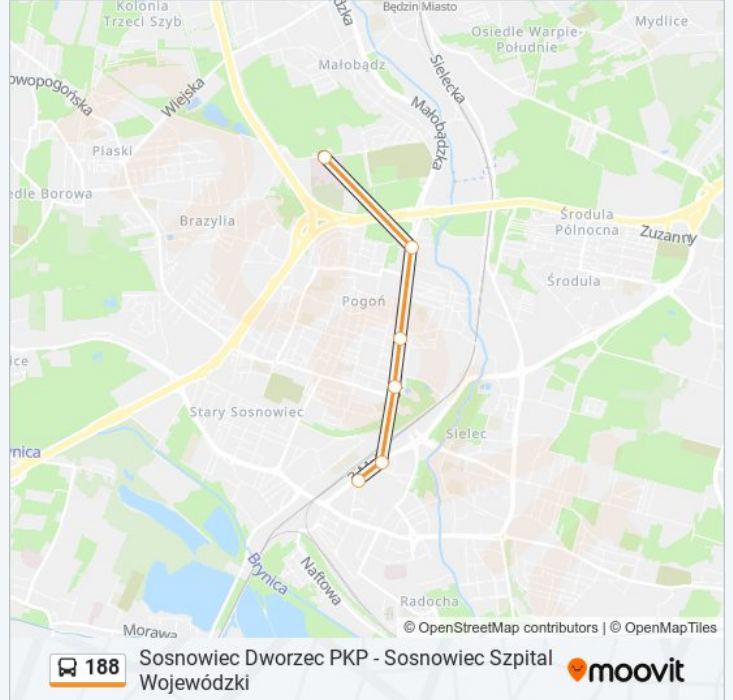 Kolonia
Trzeci Szyb
Będzin Miasto
Osiedle Warpie-
Południe
Mydlice
Małobądz
Sielecka
owopogońska
Wiejska
Małobądzka
Piaski
edle Borowa
Brazylia
Środula
Północna
Zuzanny
Środula
Pogoń
ice
Stary Sosnowiec
Sielec
nica
Brynica
Naftowa
Radocha
Morawa
© OpenStreetMap contributors | © OpenMapTiles
188
Sosnowiec Dworzec PKP - Sosnowiec Szpital
Wojewódzki
moovit